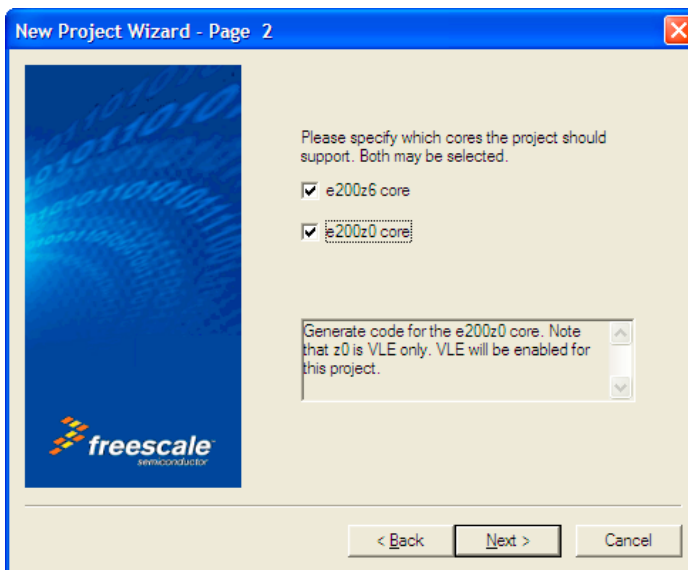 New Project Wizard - Page 2
Please specify which cores the project should
support. Both may be selected.
e200z6 core
e200z0 core
Generate code for the e200z0 core. Note
that z0 is VLE only. VLE will be enabled for
this project.
freescale
semiconductor
< Back
Next >
Cancel